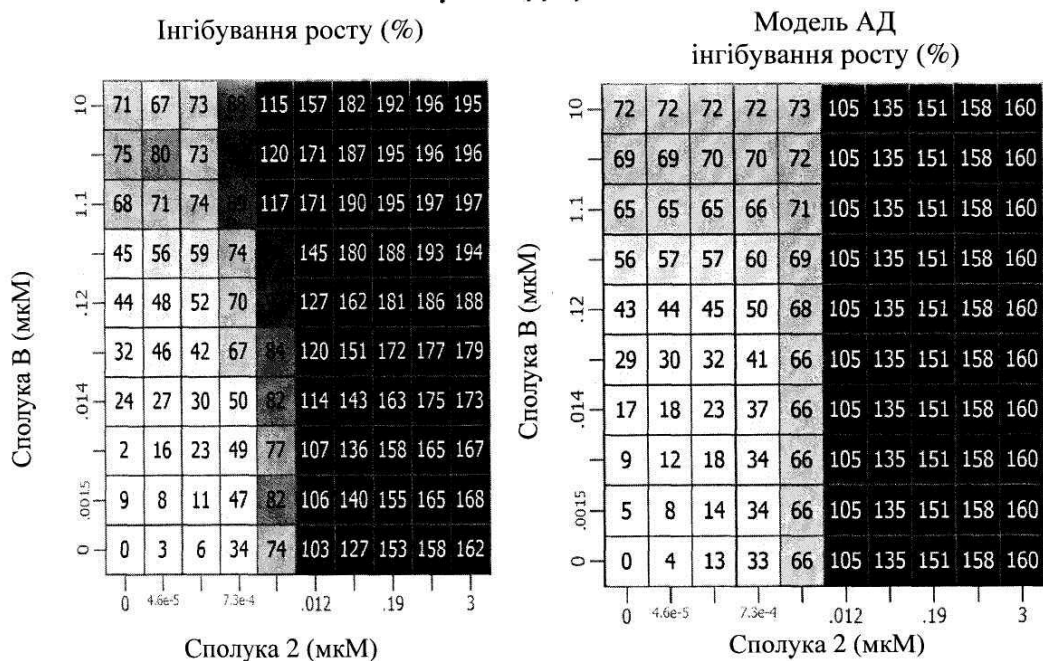 Інгібування росту (%)
10 71 67 73 88 115 157 182 192 196 195
75 80 73 120 171 187 195 196 196
1.1 68 71 74 117 171 190 195 197 197
45 56 59 74 145 180 188 193 194
.12 44 48 52 70 127 162 181 186 188
32 46 42 67 84 120 151 172 177 179
.014 24 27 30 50 82 114 143 163 175 173
2 16 23 49 77 107 136 158 165 167
.0015 9 8 11 47 82 106 140 155 165 168
0 0 3 6 34 74 103 127 153 158 162
0 4.6e-5 7.3e-4 .012 .19 3
Сполука B (мкМ)
Сполука 2 (мкМ)
Модель АД
інгібування росту (%)
10 72 72 72 72 73 105 135 151 158 160
69 69 70 70 72 105 135 151 158 160
1.1 65 65 65 66 71 105 135 151 158 160
56 57 57 60 69 105 135 151 158 160
.12 43 44 45 50 68 105 135 151 158 160
29 30 32 41 66 105 135 151 158 160
.014 17 18 23 37 66 105 135 151 158 160
9 12 18 34 66 105 135 151 158 160
.0015 5 8 14 34 66 105 135 151 158 160
0 0 4 13 33 66 105 135 151 158 160
0 4.6e-5 7.3e-4 .012 .19 3
Сполука B (мкМ)
Сполука 2 (мкМ)